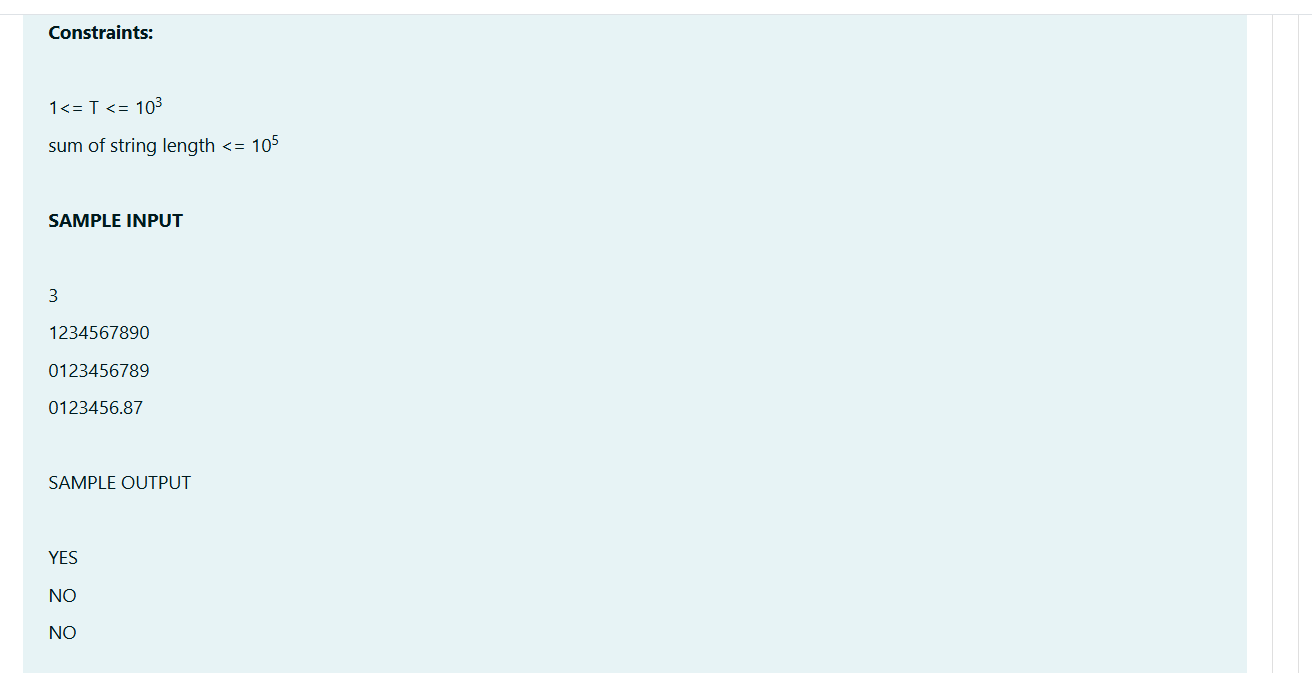 Constraints:
1<= T <= 10³
sum of string length <= 10⁵
SAMPLE INPUT
3
1234567890
0123456789
0123456.87
SAMPLE OUTPUT
YES
NO
NO